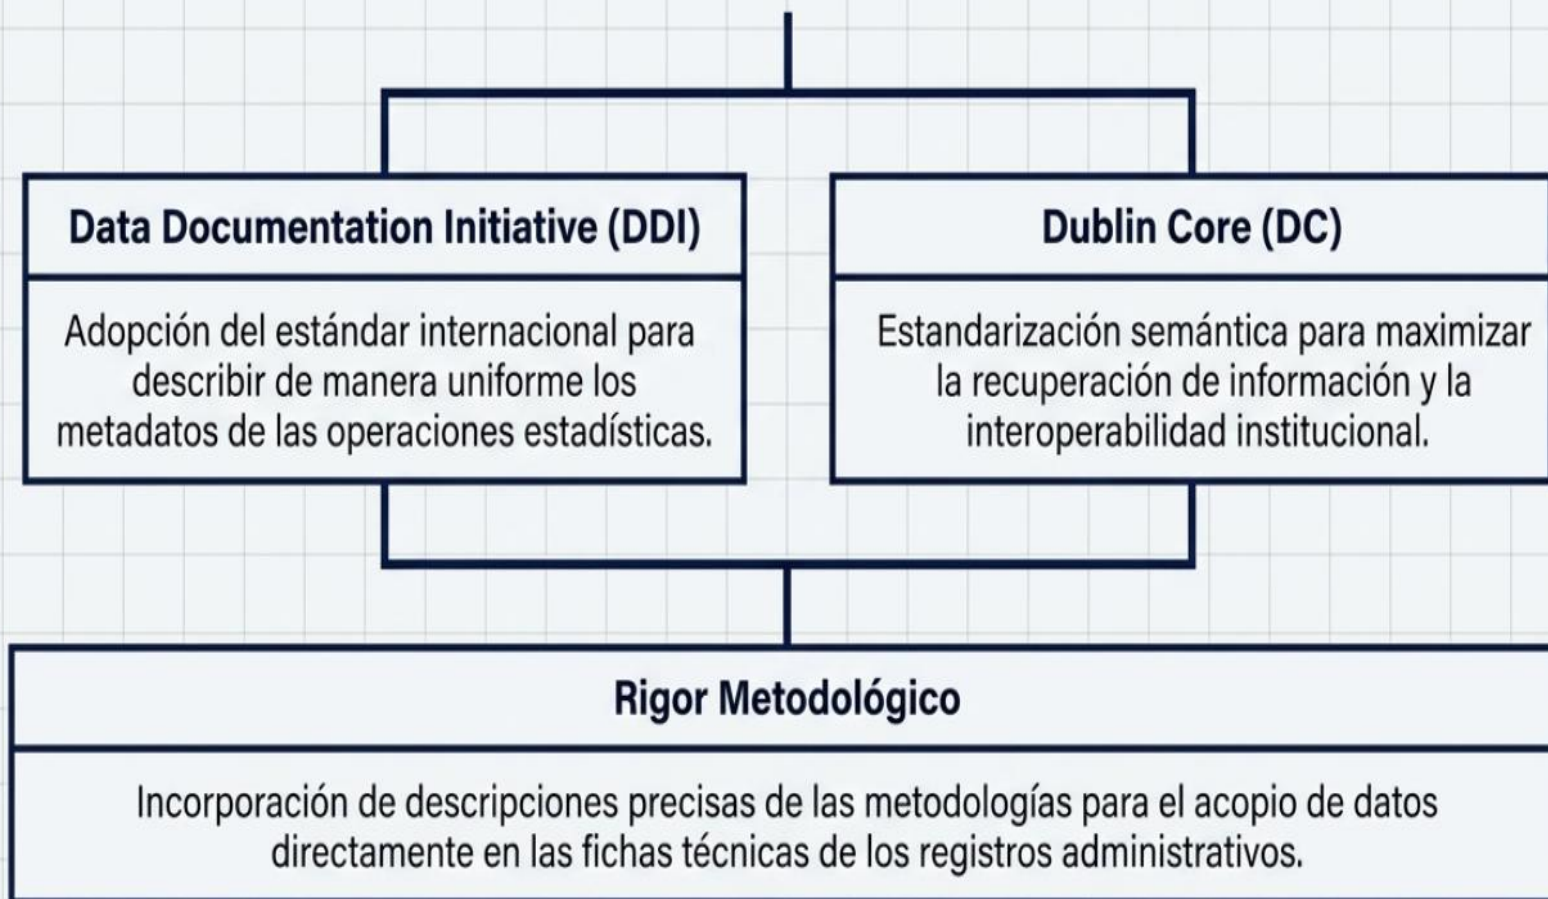 Data Documentation Initiative (DDI)
Adopción del estándar internacional para
describir de manera uniforme los
metadatos de las operaciones estadísticas.
Dublin Core (DC)
Estandarización semántica para maximizar
la recuperación de información y la
interoperabilidad institucional.
Rigor Metodológico
Incorporación de descripciones precisas de las metodologías para el acopio de datos
directamente en las fichas técnicas de los registros administrativos.